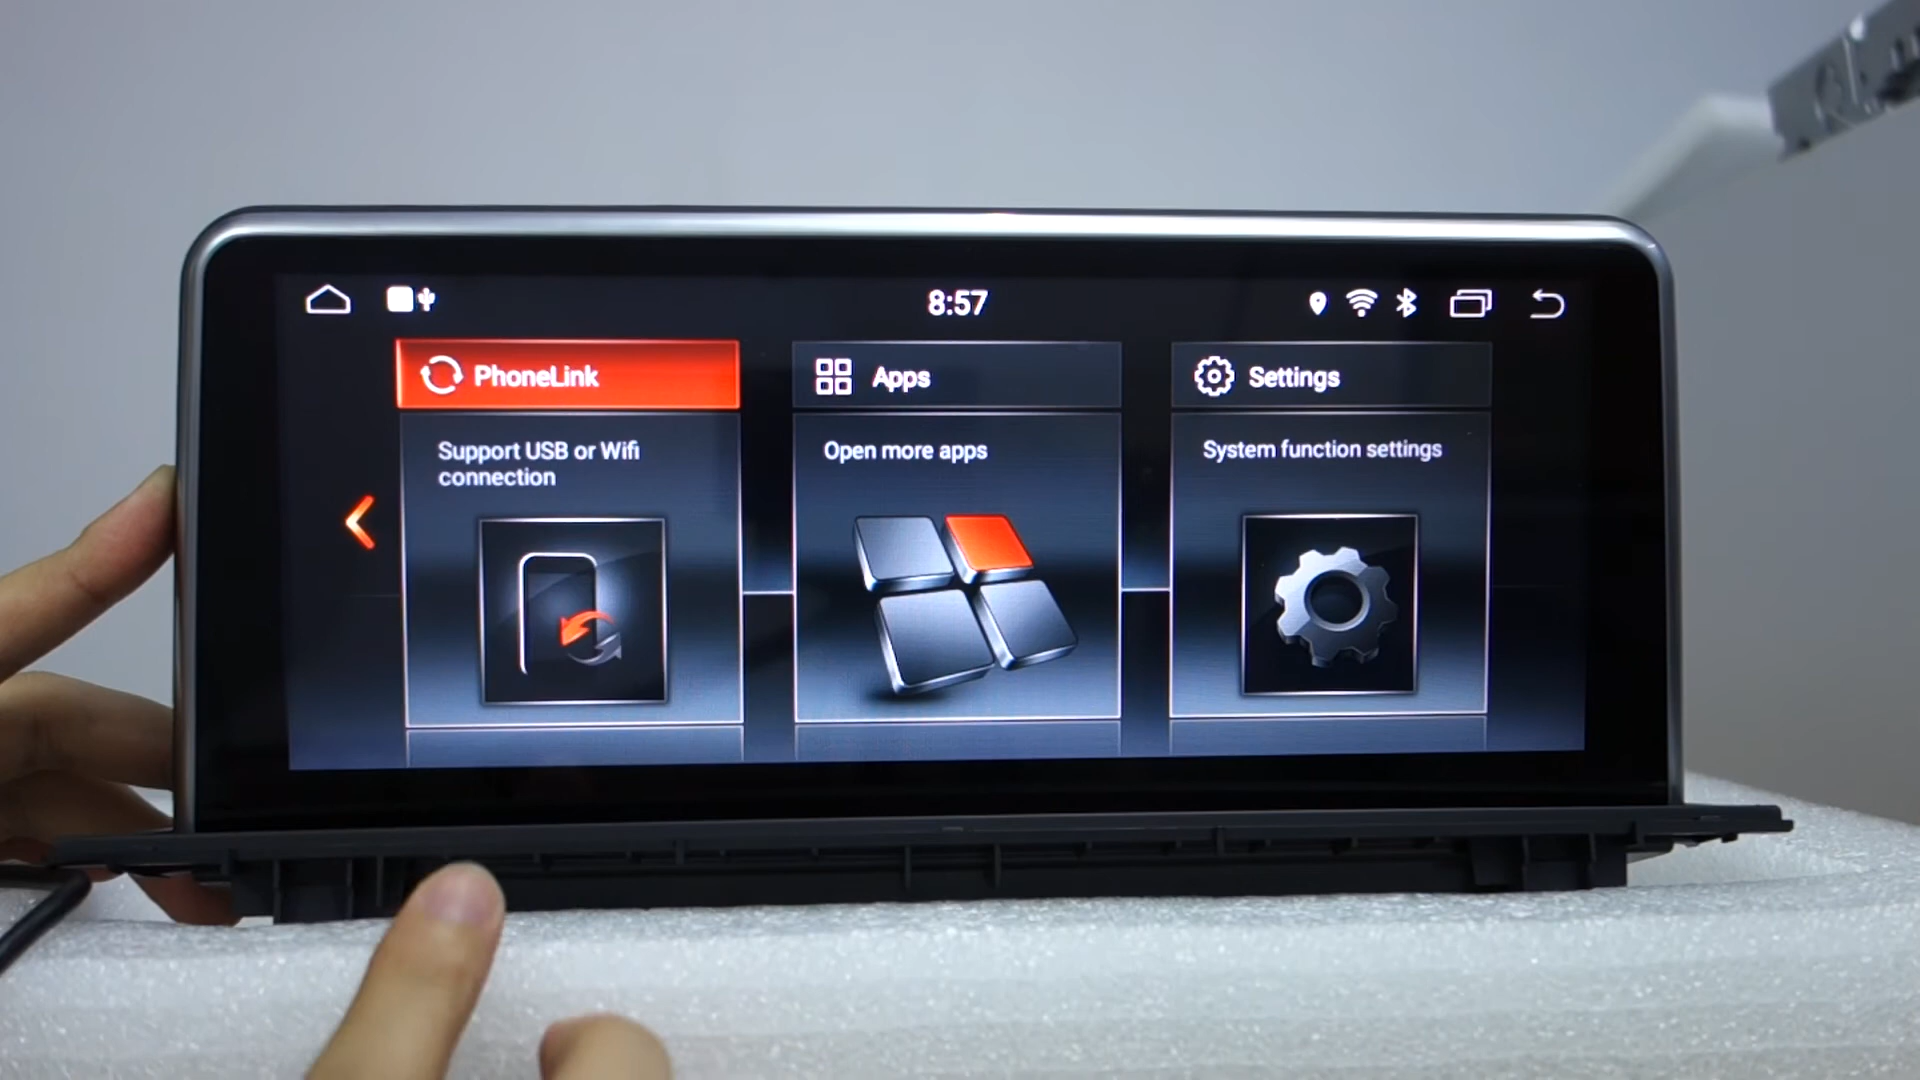 8:57
PhoneLink
Apps
Settings
Support USB or Wifi
connection
Open more apps
System function settings